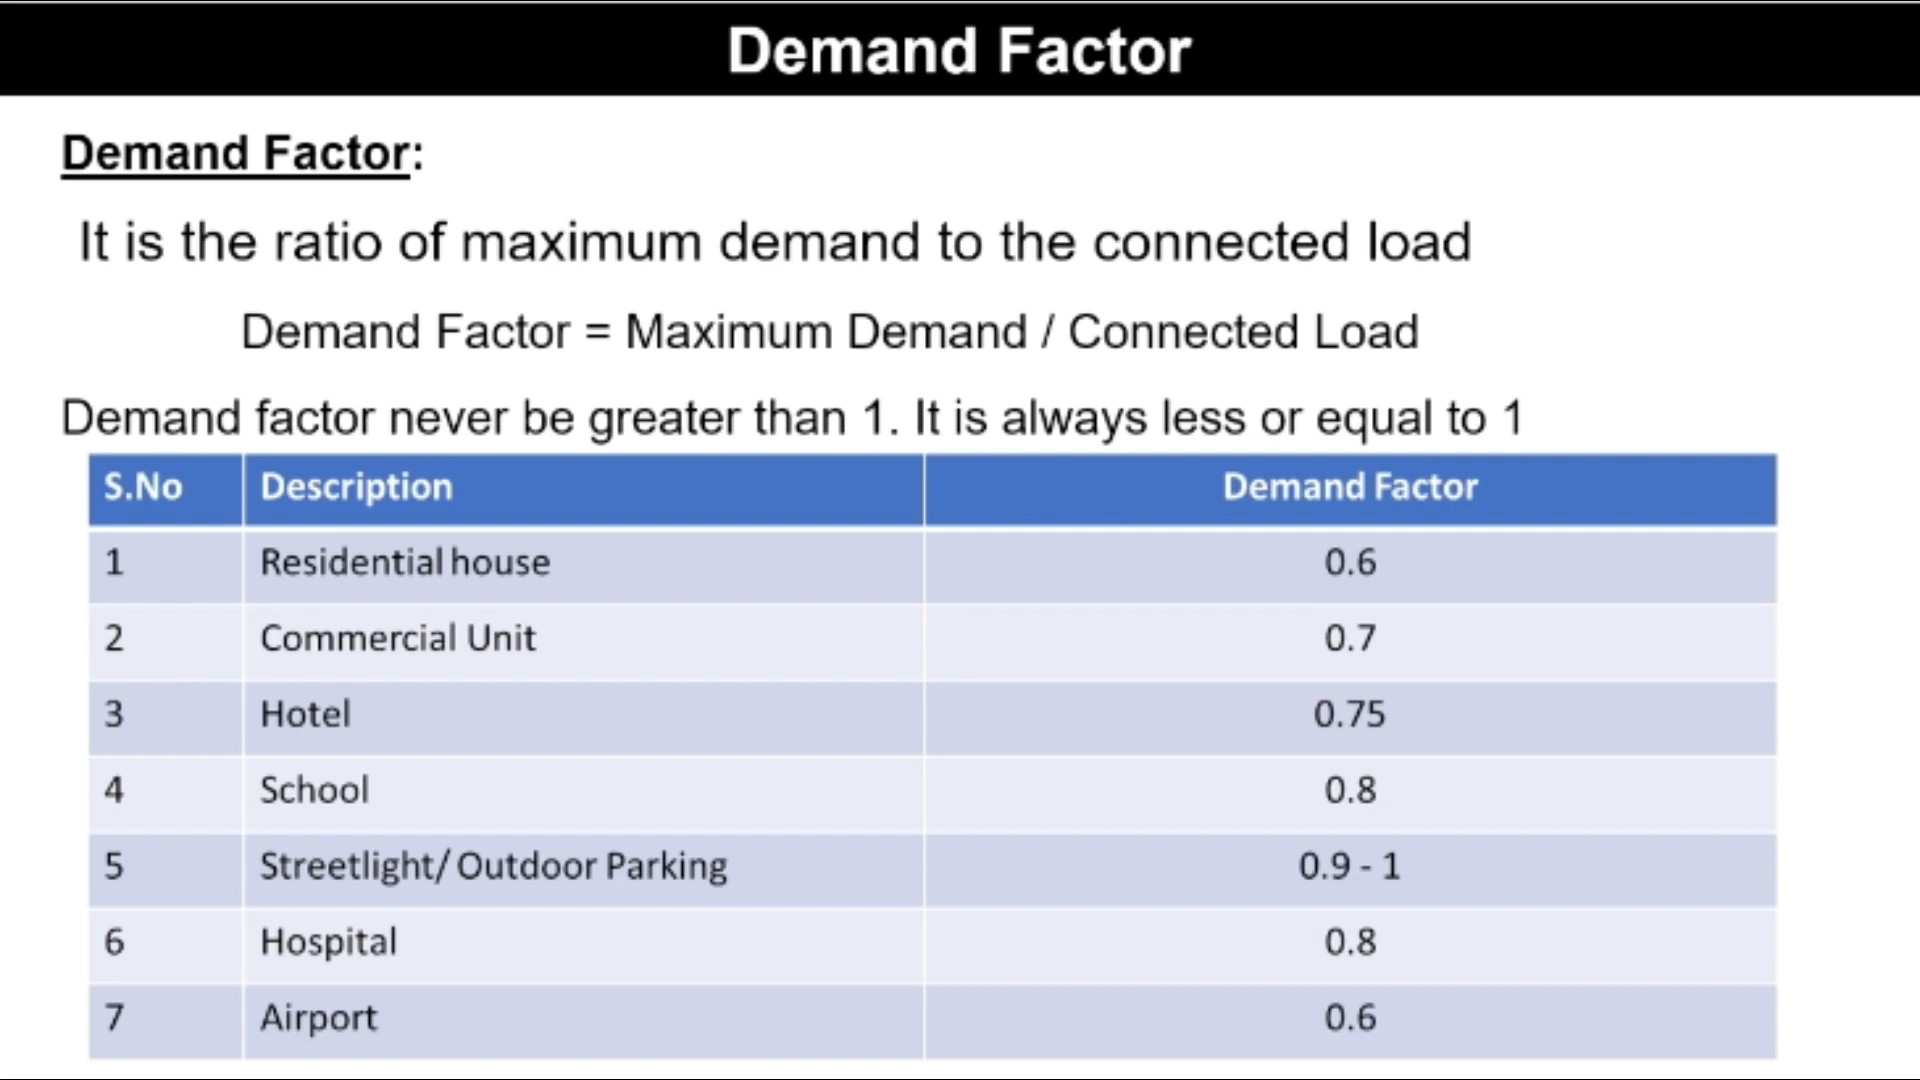 Demand Factor
Demand Factor:
It is the ratio of maximum demand to the connected load
Demand Factor = Maximum Demand / Connected Load
Demand factor never be greater than 1. It is always less or equal to 1
S.No Description Demand Factor
1 Residential house 0.6
2 Commercial Unit 0.7
3 Hotel 0.75
4 School 0.8
5 Streetlight/ Outdoor Parking 0.9 - 1
6 Hospital 0.8
7 Airport 0.6